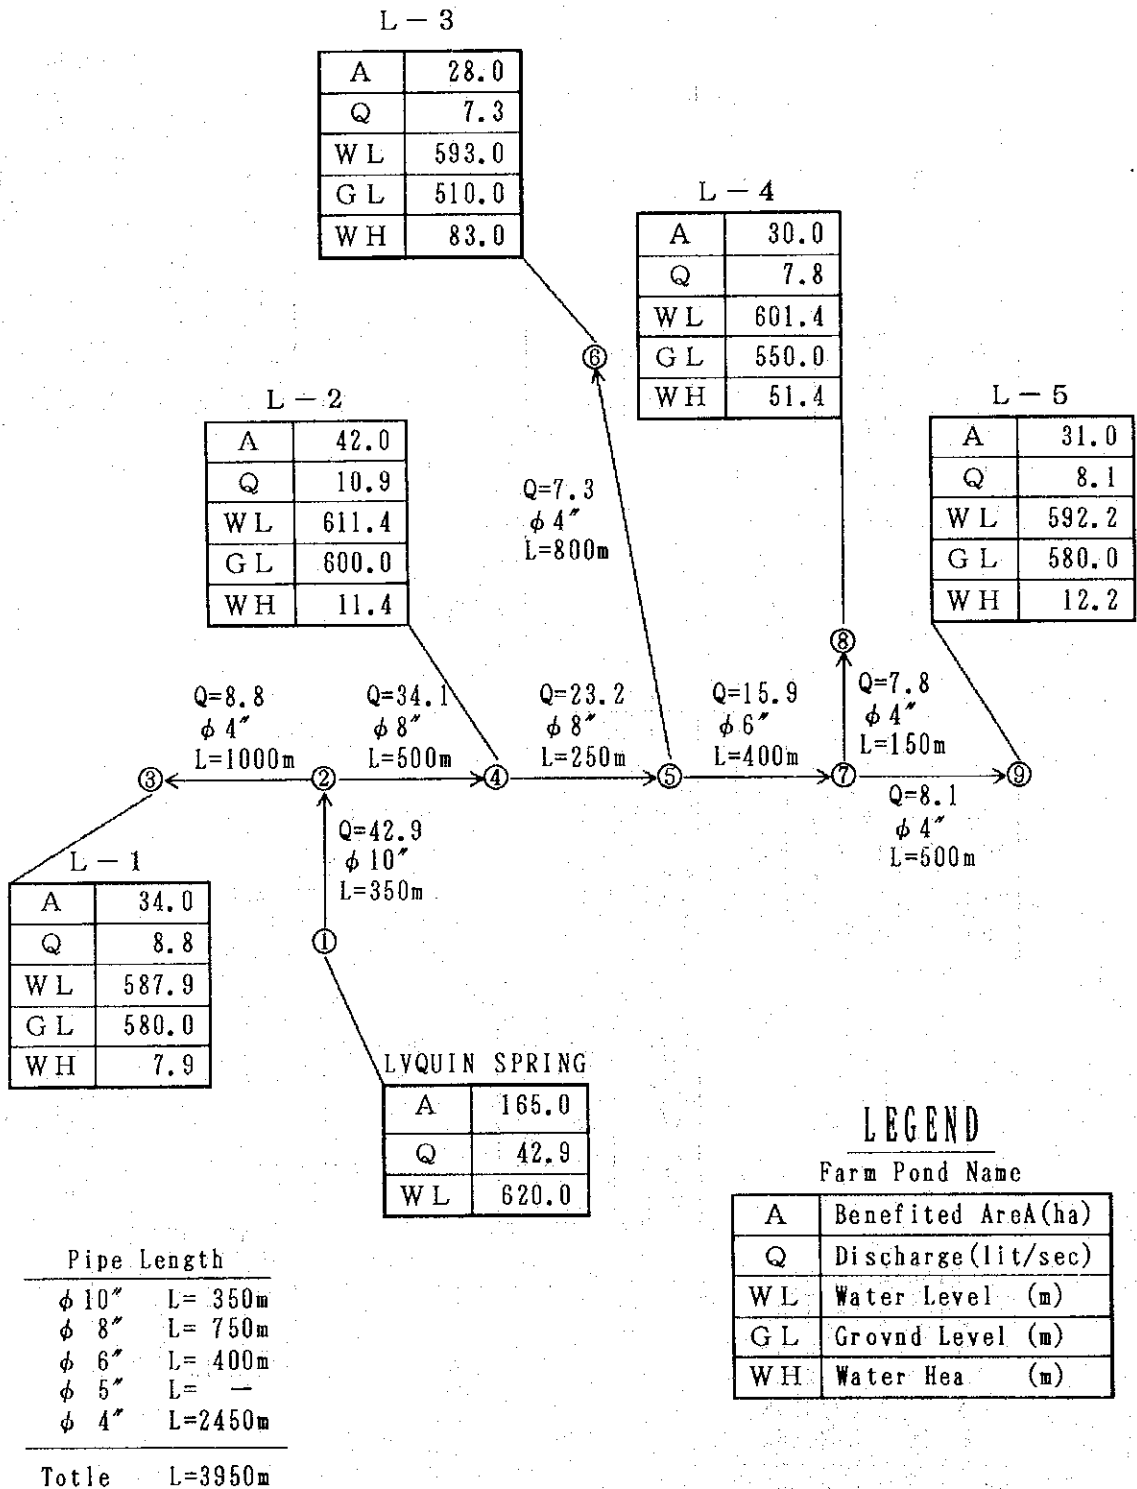 L-3
A 28.0
Q 7.3
WL 593.0
GL 510.0
WH 83.0
L-4
A 30.0
Q 7.8
WL 601.4
GL 550.0
WH 51.4
⑥
L-2
A 42.0
Q 10.9
WL 611.4
GL 600.0
WH 11.4
L-5
A 31.0
Q 8.1
WL 592.2
GL 580.0
WH 12.2
Q=7.3
φ4″
L=800m
⑧
Q=8.8
φ4″
L=1000m
Q=34.1
φ8″
L=500m
Q=23.2
φ8″
L=250m
Q=15.9
φ6″
L=400m
Q=7.8
φ4″
L=150m
③ ② ④ ⑤ ⑦ ⑨
Q=8.1
φ4″
L=500m
Q=42.9
φ10″
L=350m
①
L-1
A 34.0
Q 8.8
WL 587.9
GL 580.0
WH 7.9
LVQUIN SPRING
A 165.0
Q 42.9
WL 620.0
LEGEND
Farm Pond Name
A Benefited AreA(ha)
Q Discharge(lit/sec)
WL Water Level (m)
GL Grovnd Level (m)
WH Water Hea (m)
Pipe Length
φ10″ L= 350m
φ 8″ L= 750m
φ 6″ L= 400m
φ 5″ L= —
φ 4″ L=2450m
Totle L=3950m